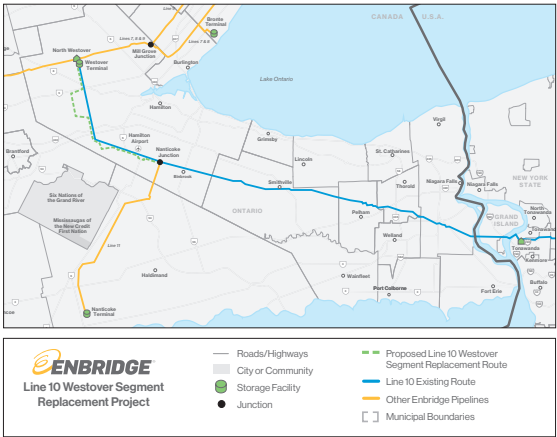 CANADA
U.S.A.
Bronte
Terminal
Lines 7, 8 & 9
Lines 7 & 8
North Westover
Westover
Terminal
Mill Grove
Junction
Burlington
Lake Ontario
Hamilton
Virgil
Hamilton
Airport
Nanticoke
Junction
Brantford
Grimsby
Lincoln
St. Catharines
Binbrook
Smithville
Thorold
Niagara Falls
Niagara Falls
NEW YORK
STATE
Six Nations of
the Grand River
Mississaugas of
the New Credit
First Nation
ONTARIO
Pelham
GRAND
ISLAND
North
Tonawanda
Tonawanda
Tonawanda
Kenmore
Welland
Line 11
Haldimand
Wainfleet
Port Colborne
Fort Erie
Buffalo
Nanticoke
Terminal
ENBRIDGE
Line 10 Westover Segment
Replacement Project
Roads/Highways
City or Community
Storage Facility
Junction
Proposed Line 10 Westover
Segment Replacement Route
Line 10 Existing Route
Other Enbridge Pipelines
Municipal Boundaries